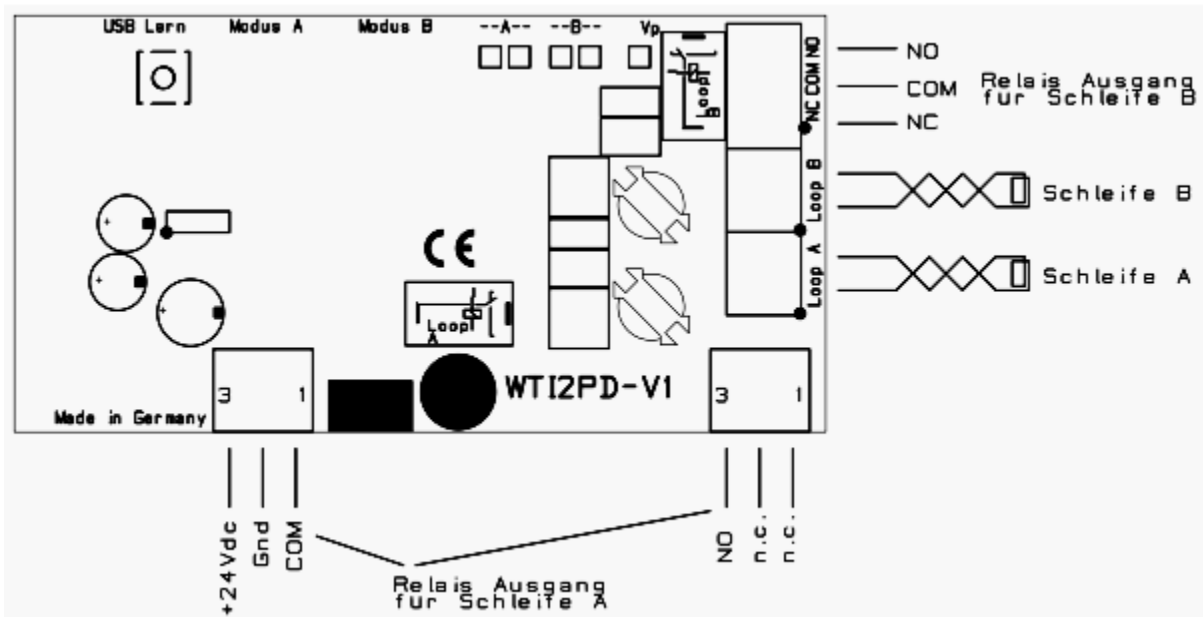 USB Lern Modus A Modus B --A-- --B-- Vp
NC COM NO
NO
COM
NC
Relais Ausgang
für Schleife B
Loop
B
Loop B
Schleife B
Loop A
Schleife A
CE
Loop
A
WTI2PD-V1
3 1
3 1
Made in Germany
+24Vdc
Gnd
COM
NO
n.c.
n.c.
Relais Ausgang
für Schleife A